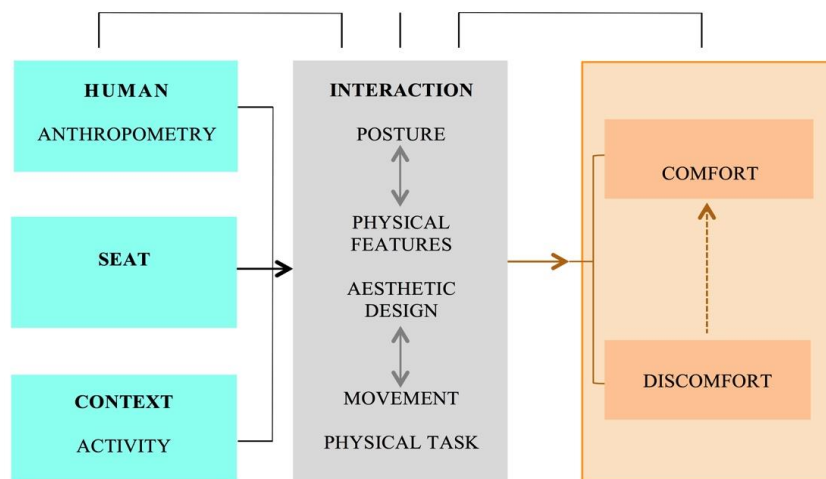 HUMAN
ANTHROPOMETRY
SEAT
CONTEXT
ACTIVITY
INTERACTION
POSTURE
PHYSICAL
FEATURES
AESTHETIC
DESIGN
MOVEMENT
PHYSICAL TASK
COMFORT
DISCOMFORT